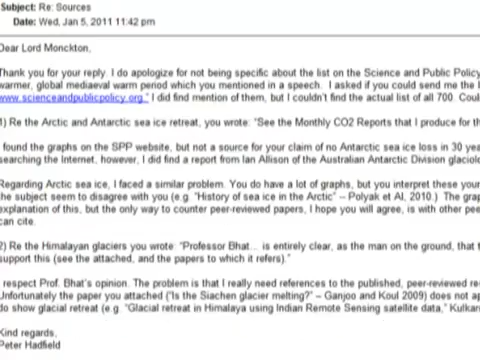 Subject: Re: Sources
Date: Wed, Jan 5, 2011 11:42 pm
Dear Lord Monckton,
Thank you for your reply. I do apologize for not being specific about the list on the Science and Public Policy
warmer, global mediaeval warm period which you mentioned in a speech. I asked if you could send me the
www.scienceandpublicpolicy.org." I did find mention of them, but I couldn't find the actual list of all 700. Coul
1) Re the Arctic and Antarctic sea ice retreat, you wrote: "See the Monthly CO2 Reports that I produce for th
found the graphs on the SPP website, but not a source for your claim of no Antarctic sea ice loss in 30 yea
searching the Internet, however, I did find a report from Ian Allison of the Australian Antarctic Division glaciolo
Regarding Arctic sea ice, I faced a similar problem. You do have a lot of graphs, but you interpret these your
the subject seem to disagree with you (e.g. "History of sea ice in the Arctic" – Polyak et Al, 2010.) The grap
explanation of this, but the only way to counter peer-reviewed papers, I hope you will agree, is with other pee
can cite.
2) Re the Himalayan glaciers you wrote: "Professor Bhat... is entirely clear, as the man on the ground, that t
support this (see the attached, and the papers to which it refers)."
respect Prof. Bhat's opinion. The problem is that I really need references to the published, peer-reviewed re
Unfortunately the paper you attached ("Is the Siachen glacier melting?" – Ganjoo and Koul 2009) does not ap
do show glacial retreat (e.g. "Glacial retreat in Himalaya using Indian Remote Sensing satellite data," Kulkar
Kind regards,
Peter Hadfield